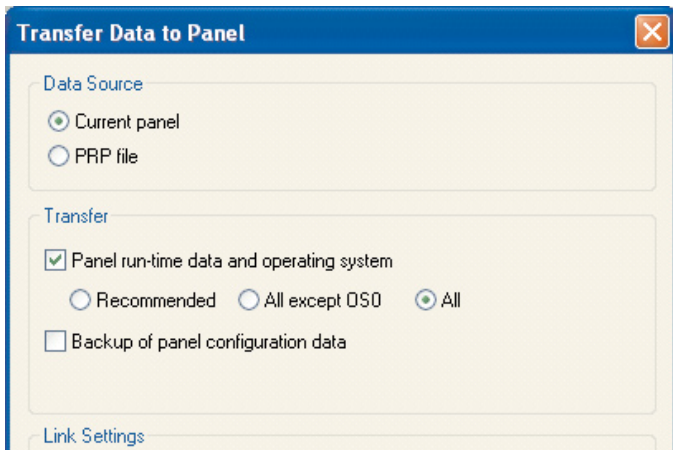 Transfer Data to Panel
Data Source
Current panel
PRP file
Transfer
Panel run-time data and operating system
Recommended All except OS0 All
Backup of panel configuration data
Link Settings